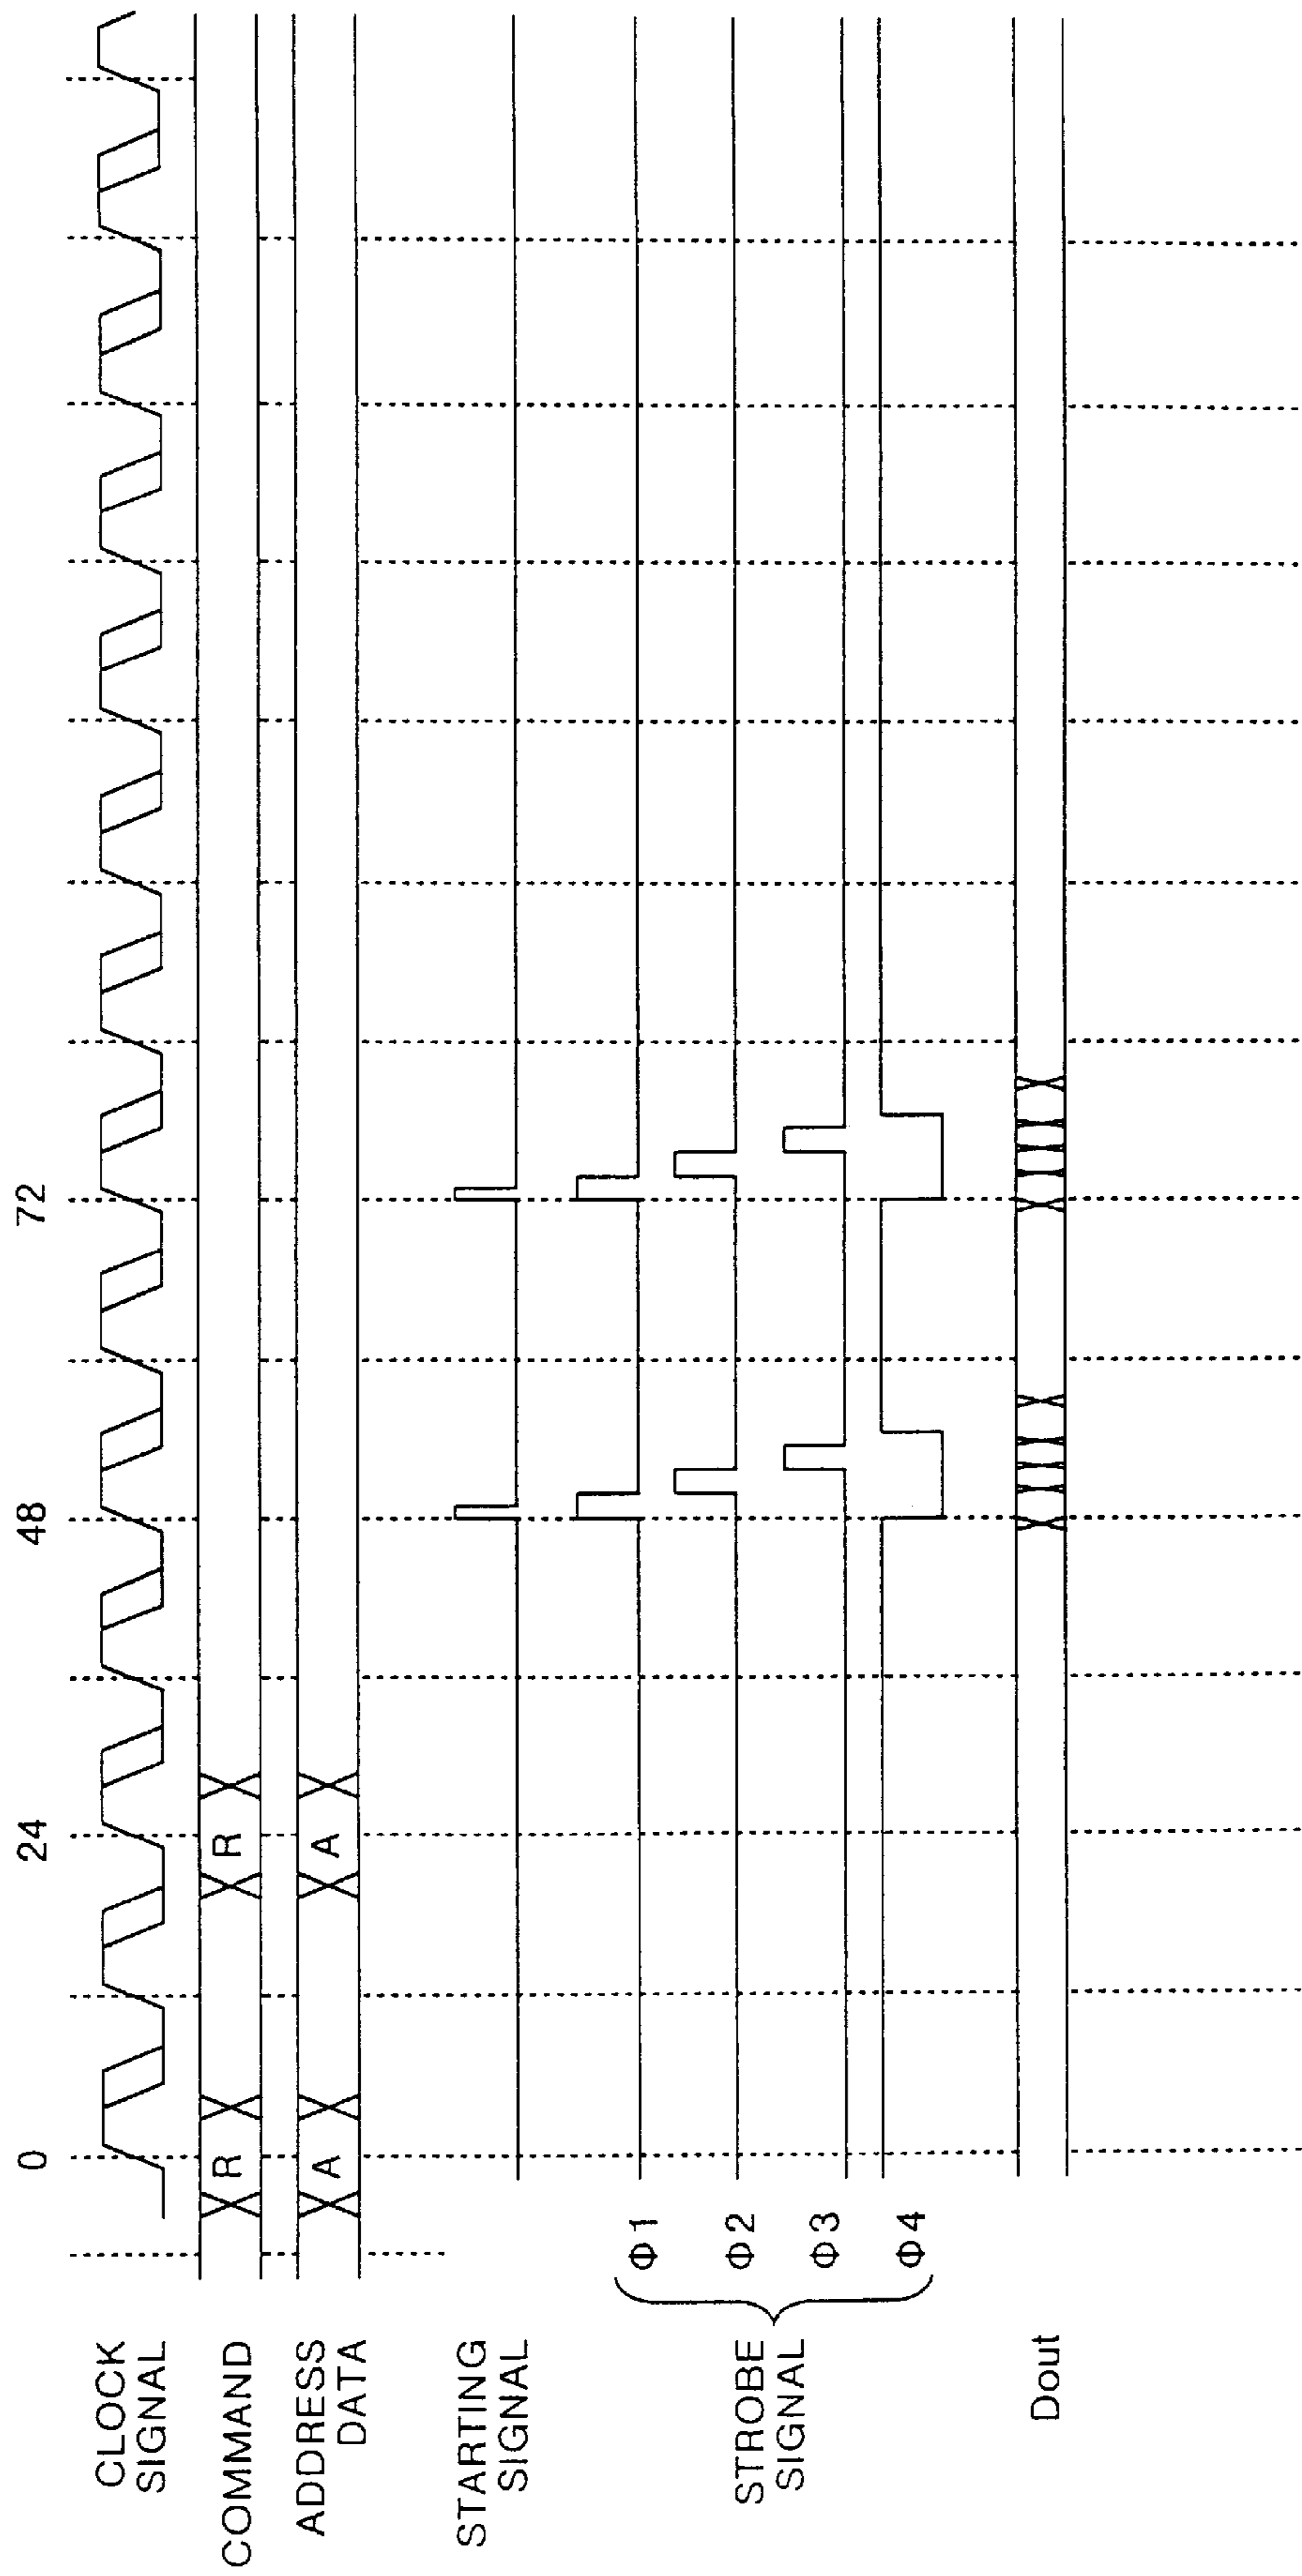 0 24 48 72
CLOCK
SIGNAL
COMMAND R R
ADDRESS
DATA A A
STARTING
SIGNAL
STROBE
SIGNAL
Φ1
Φ2
Φ3
Φ4
Dout